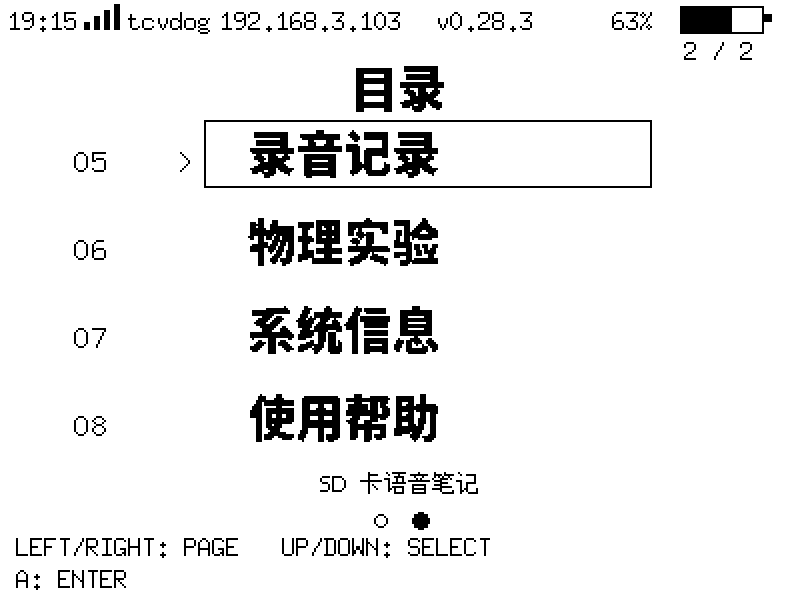 19:15 tcvdog 192.168.3.103 v0.28.3 63%
2 / 2
目录
05 > 录音记录
06 物理实验
07 系统信息
08 使用帮助
SD 卡语音笔记
LEFT/RIGHT: PAGE UP/DOWN: SELECT
A: ENTER